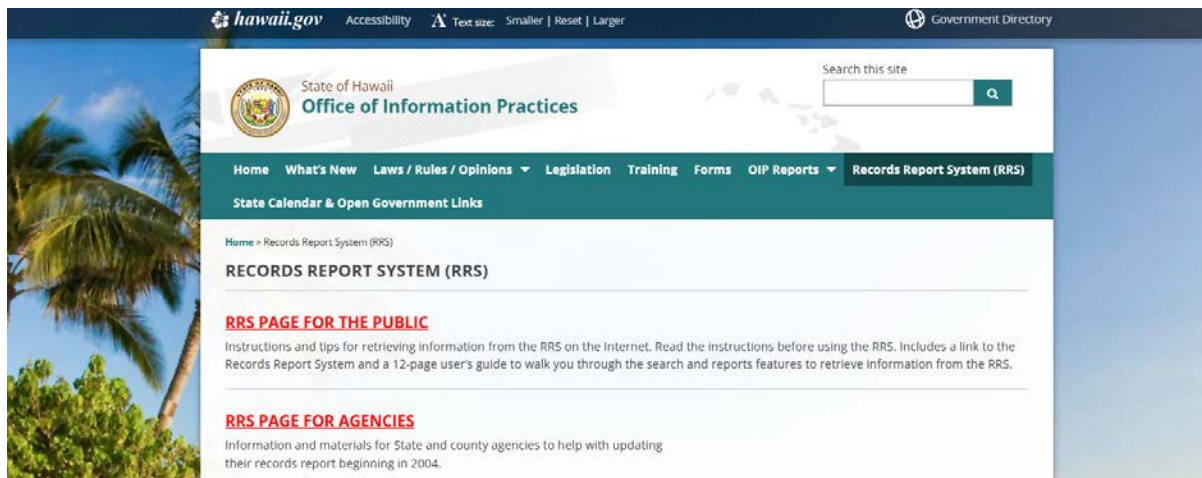 hawaii.gov Accessibility Text size: Smaller | Reset | Larger Government Directory
Search this site
State of Hawaii
Office of Information Practices
Home What's New Laws / Rules / Opinions Legislation Training Forms OIP Reports Records Report System (RRS)
State Calendar & Open Government Links
Home > Records Report System (RRS)
RECORDS REPORT SYSTEM (RRS)
RRS PAGE FOR THE PUBLIC
Instructions and tips for retrieving information from the RRS on the Internet. Read the instructions before using the RRS. Includes a link to the
Records Report System and a 12-page user's guide to walk you through the search and reports features to retrieve information from the RRS.
RRS PAGE FOR AGENCIES
Information and materials for State and county agencies to help with updating
their records report beginning in 2004.